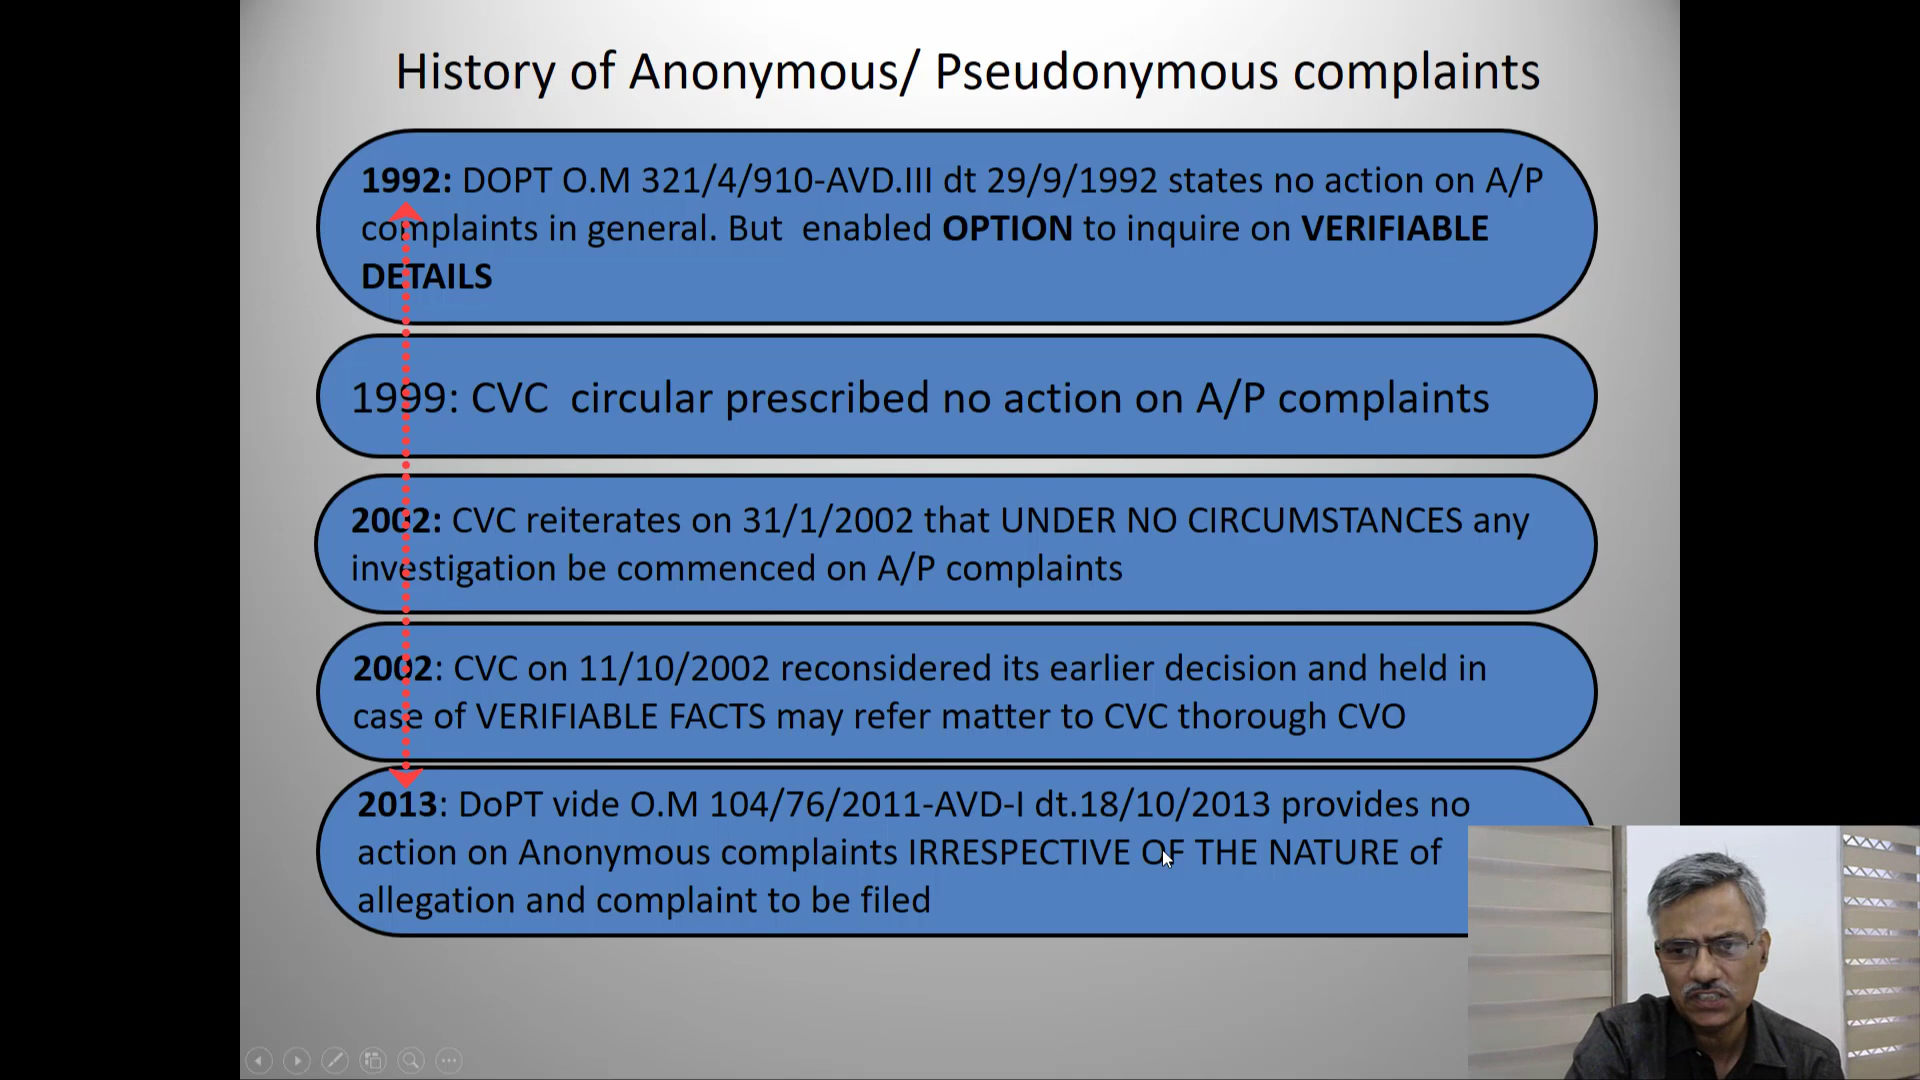 History of Anonymous/ Pseudonymous complaints
1992: DOPT O.M 321/4/910-AVD.III dt 29/9/1992 states no action on A/P
complaints in general. But  enabled OPTION to inquire on VERIFIABLE
DETAILS
1999: CVC  circular prescribed no action on A/P complaints
2002: CVC reiterates on 31/1/2002 that UNDER NO CIRCUMSTANCES any
investigation be commenced on A/P complaints
2002: CVC on 11/10/2002 reconsidered its earlier decision and held in
case of VERIFIABLE FACTS may refer matter to CVC thorough CVO
2013: DoPT vide O.M 104/76/2011-AVD-I dt.18/10/2013 provides no
action on Anonymous complaints IRRESPECTIVE OF THE NATURE of
allegation and complaint to be filed